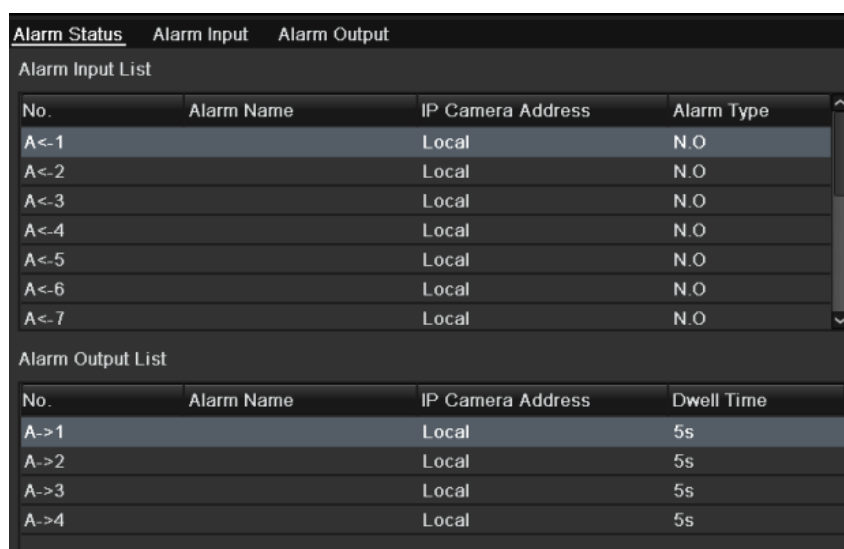 Alarm Status Alarm Input Alarm Output
Alarm Input List
No. Alarm Name IP Camera Address Alarm Type
A<-1 Local N.O
A<-2 Local N.O
A<-3 Local N.O
A<-4 Local N.O
A<-5 Local N.O
A<-6 Local N.O
A<-7 Local N.O
Alarm Output List
No. Alarm Name IP Camera Address Dwell Time
A->1 Local 5s
A->2 Local 5s
A->3 Local 5s
A->4 Local 5s